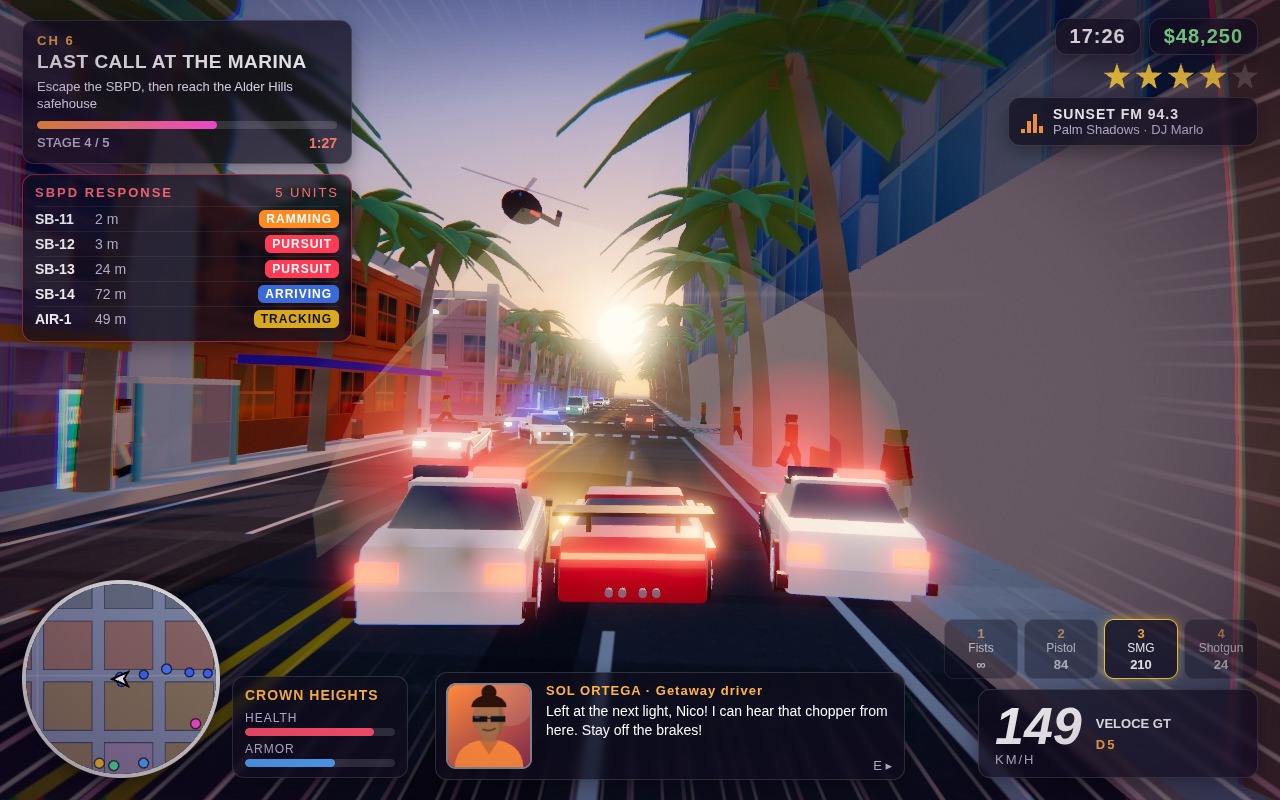 CH 6
LAST CALL AT THE MARINA
Escape the SBPD, then reach the Alder Hills
safehouse
STAGE 4 / 5 1:27
SBPD RESPONSE 5 UNITS
SB-11 2 m RAMMING
SB-12 3 m PURSUIT
SB-13 24 m PURSUIT
SB-14 72 m ARRIVING
AIR-1 49 m TRACKING
17:26 $48,250
SUNSET FM 94.3
Palm Shadows · DJ Marlo
CROWN HEIGHTS
HEALTH
ARMOR
SOL ORTEGA · Getaway driver
Left at the next light, Nico! I can hear that chopper from
here. Stay off the brakes!
E ▸
1 2 3 4
Fists Pistol SMG Shotgun
∞ 84 210 24
149 VELOCE GT
D 5
KM/H